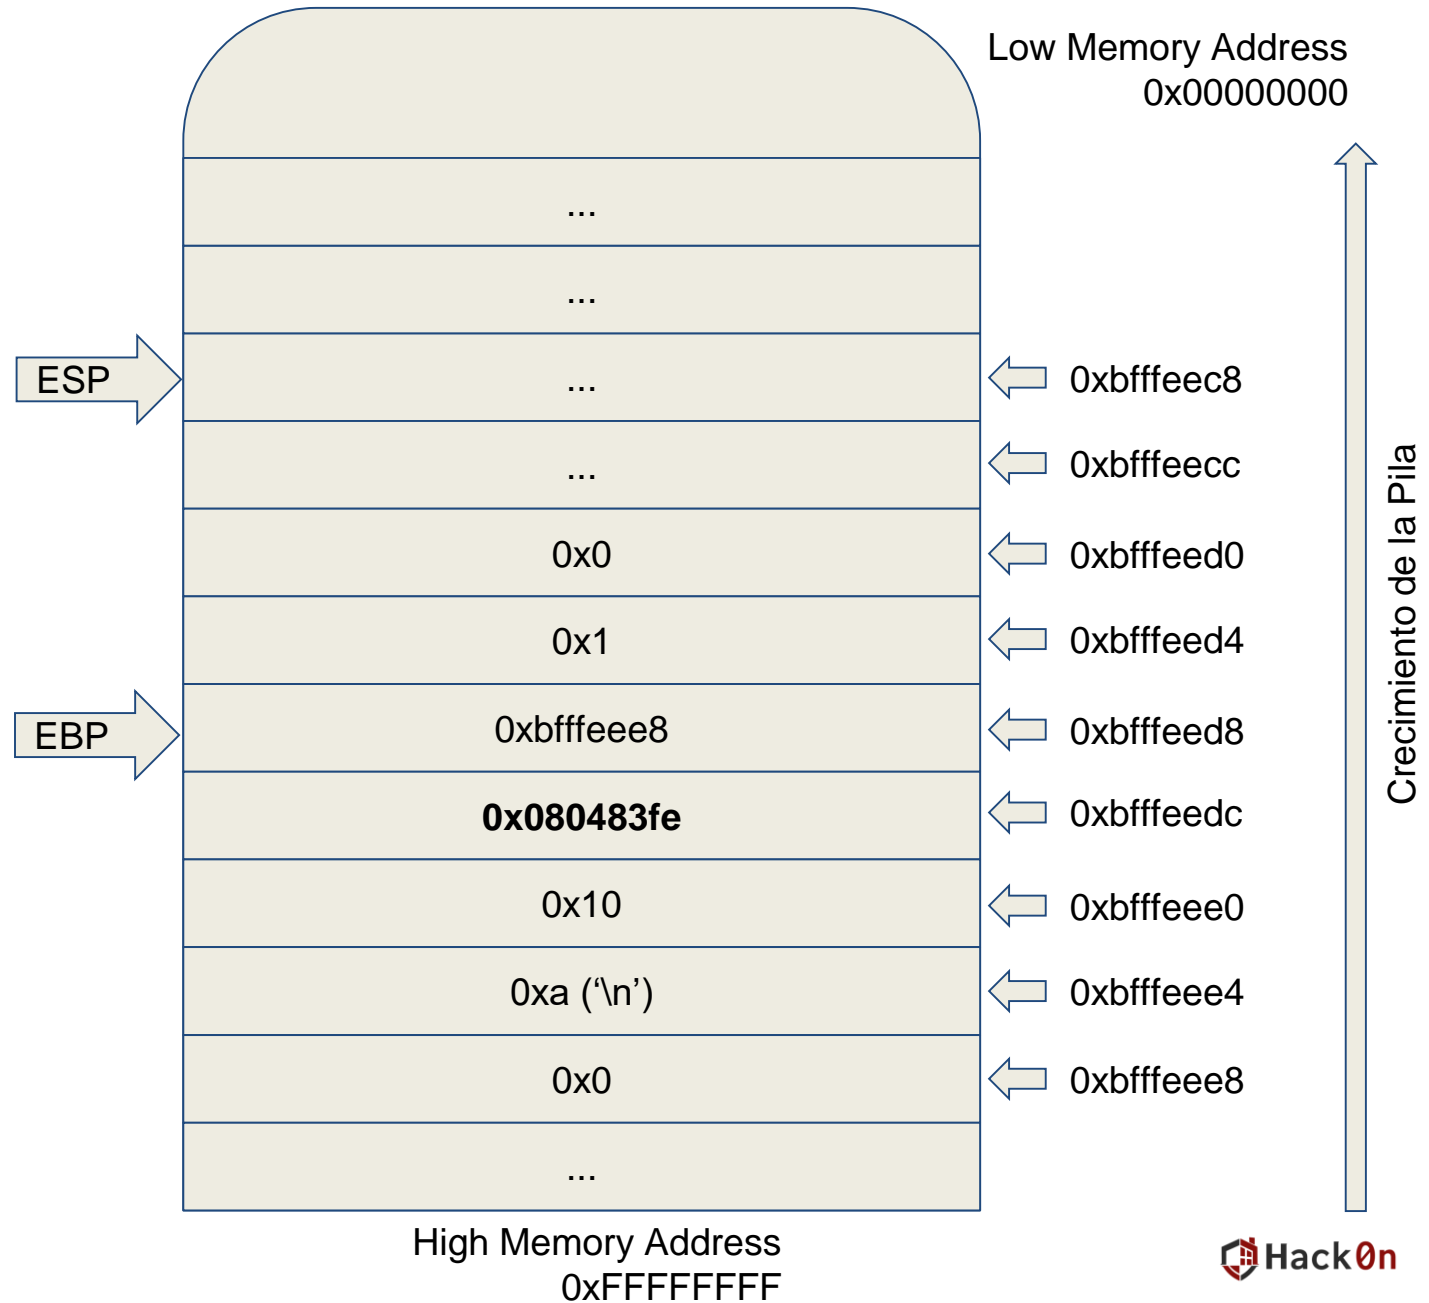 Low Memory Address
0x00000000
...
...
ESP
...
0xbfffeec8
...
0xbfffeecc
0x0
0xbfffeed0
0x1
0xbfffeed4
EBP
0xbfffeee8
0xbfffeed8
0x080483fe
0xbfffeedc
0x10
0xbfffeee0
0xa (‘\n’)
0xbfffeee4
0x0
0xbfffeee8
...
Crecimiento de la Pila
High Memory Address
0xFFFFFFFF
Hack0n